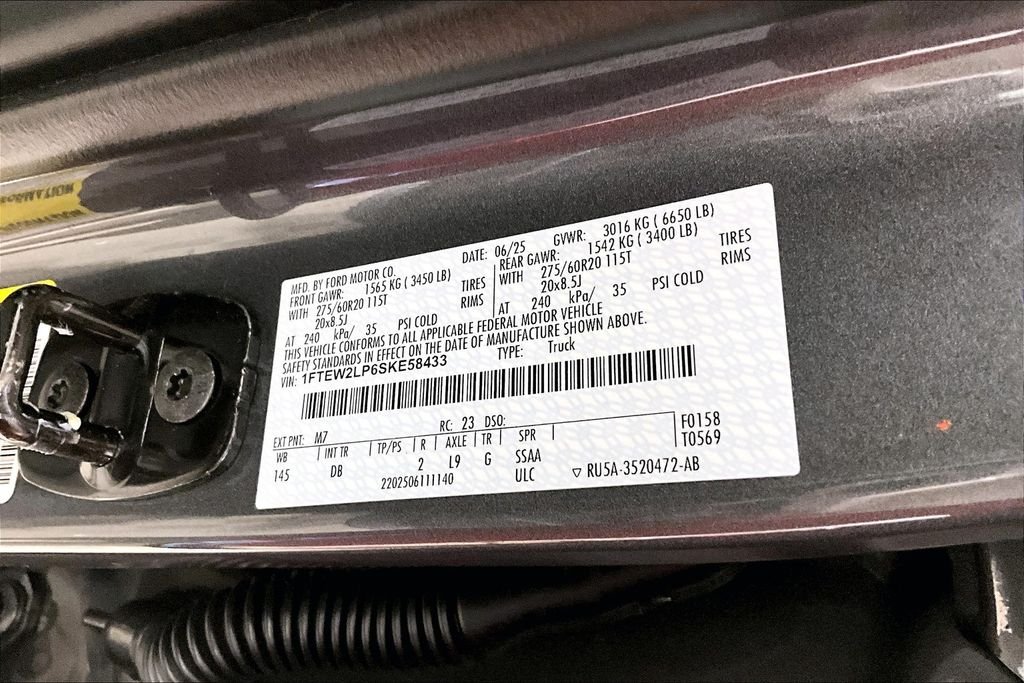 MFD. BY FORD MOTOR CO.
DATE: 06/25 GVWR: 3016 KG ( 6650 LB)
FRONT GAWR: 1565 KG ( 3450 LB)
WITH 275/60R20 115T TIRES
20x8.5J RIMS
AT 240 kPa/ 35 PSI COLD
REAR GAWR: 1542 KG ( 3400 LB)
WITH 275/60R20 115T TIRES
20x8.5J RIMS
AT 240 kPa/ 35 PSI COLD
THIS VEHICLE CONFORMS TO ALL APPLICABLE FEDERAL MOTOR VEHICLE
SAFETY STANDARDS IN EFFECT ON THE DATE OF MANUFACTURE SHOWN ABOVE.
VIN: 1FTEW2LP6SKE58433 TYPE: Truck
EXT PNT: M7 RC: 23 DSO:
WB INT TR TP/PS R AXLE TR SPR
145 DB 2 L9 G SSAA
2202506111140 ULC
F0158
T0569
▽ RU5A-3520472-AB